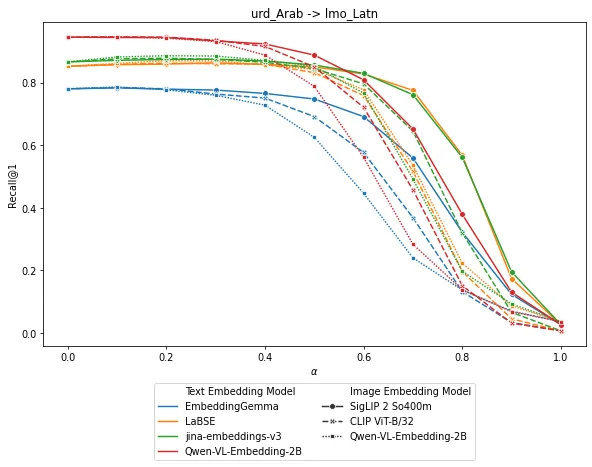 urd_Arab -> lmo_Latn
Recall@1
0.8
0.6
0.4
0.2
0.0
0.0 0.2 0.4 0.6 0.8 1.0
α
Text Embedding Model Image Embedding Model
EmbeddingGemma SigLIP 2 So400m
LaBSE CLIP ViT-B/32
jina-embeddings-v3 Qwen-VL-Embedding-2B
Qwen-VL-Embedding-2B